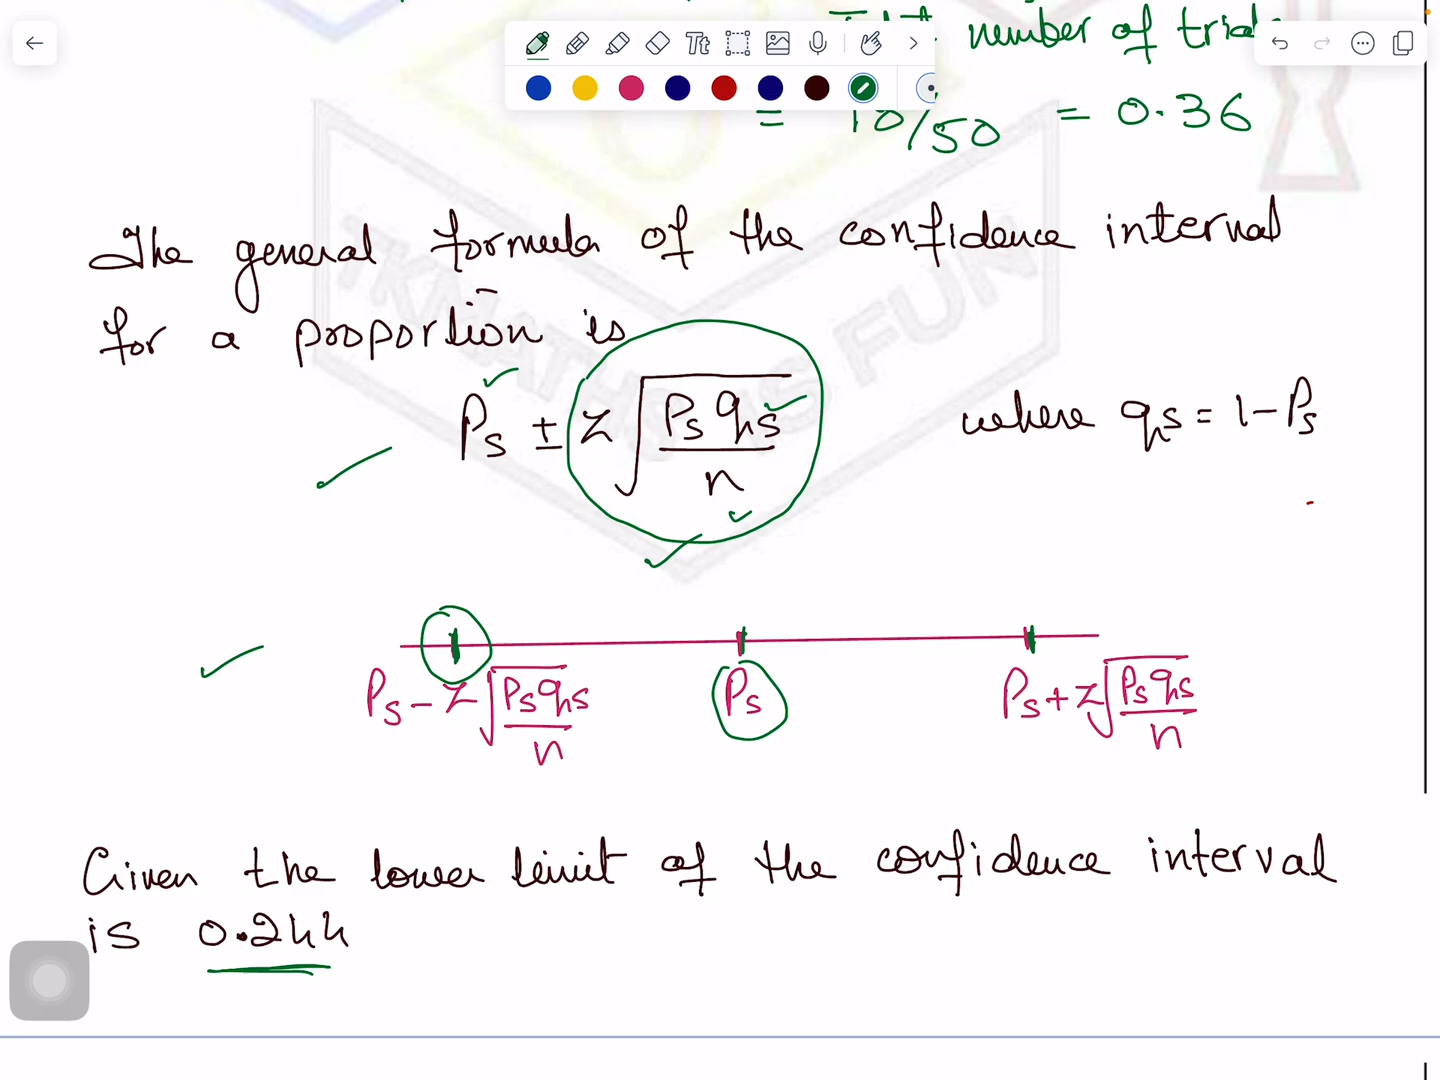 number of
= 18/50 = 0.36
The general formula of the confidence interval
for a proportion is
Ps ± z √(Ps qs / n) where qs = 1 - Ps
Ps - z √(Ps qs / n) Ps Ps + z √(Ps qs / n)
Given the lower limit of the confidence interval
is 0.244
Tt